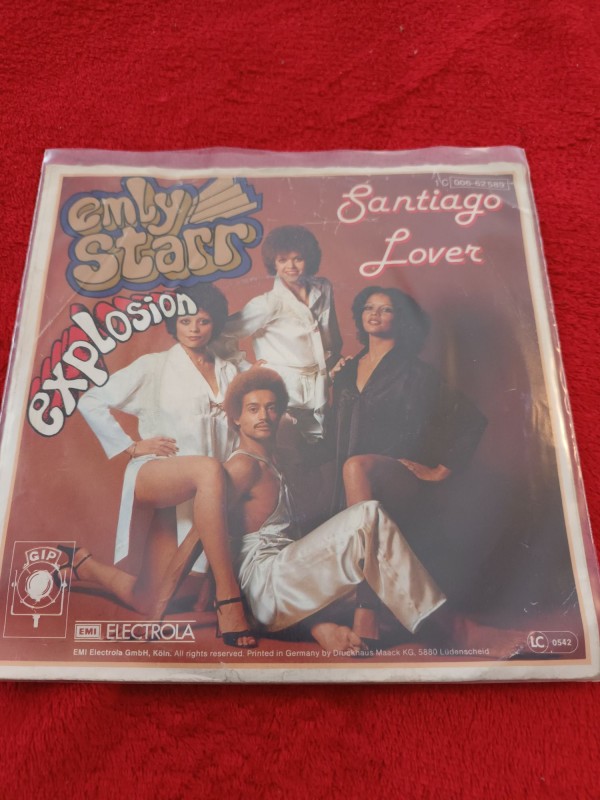 1C 006-62 589
emly
Starr
explosion
Santiago
Lover
GIP
EMI ELECTROLA
EMI Electrola GmbH, Köln. All rights reserved. Printed in Germany by Druckhaus Maack KG, 5880 Lüdenscheid
LC 0542